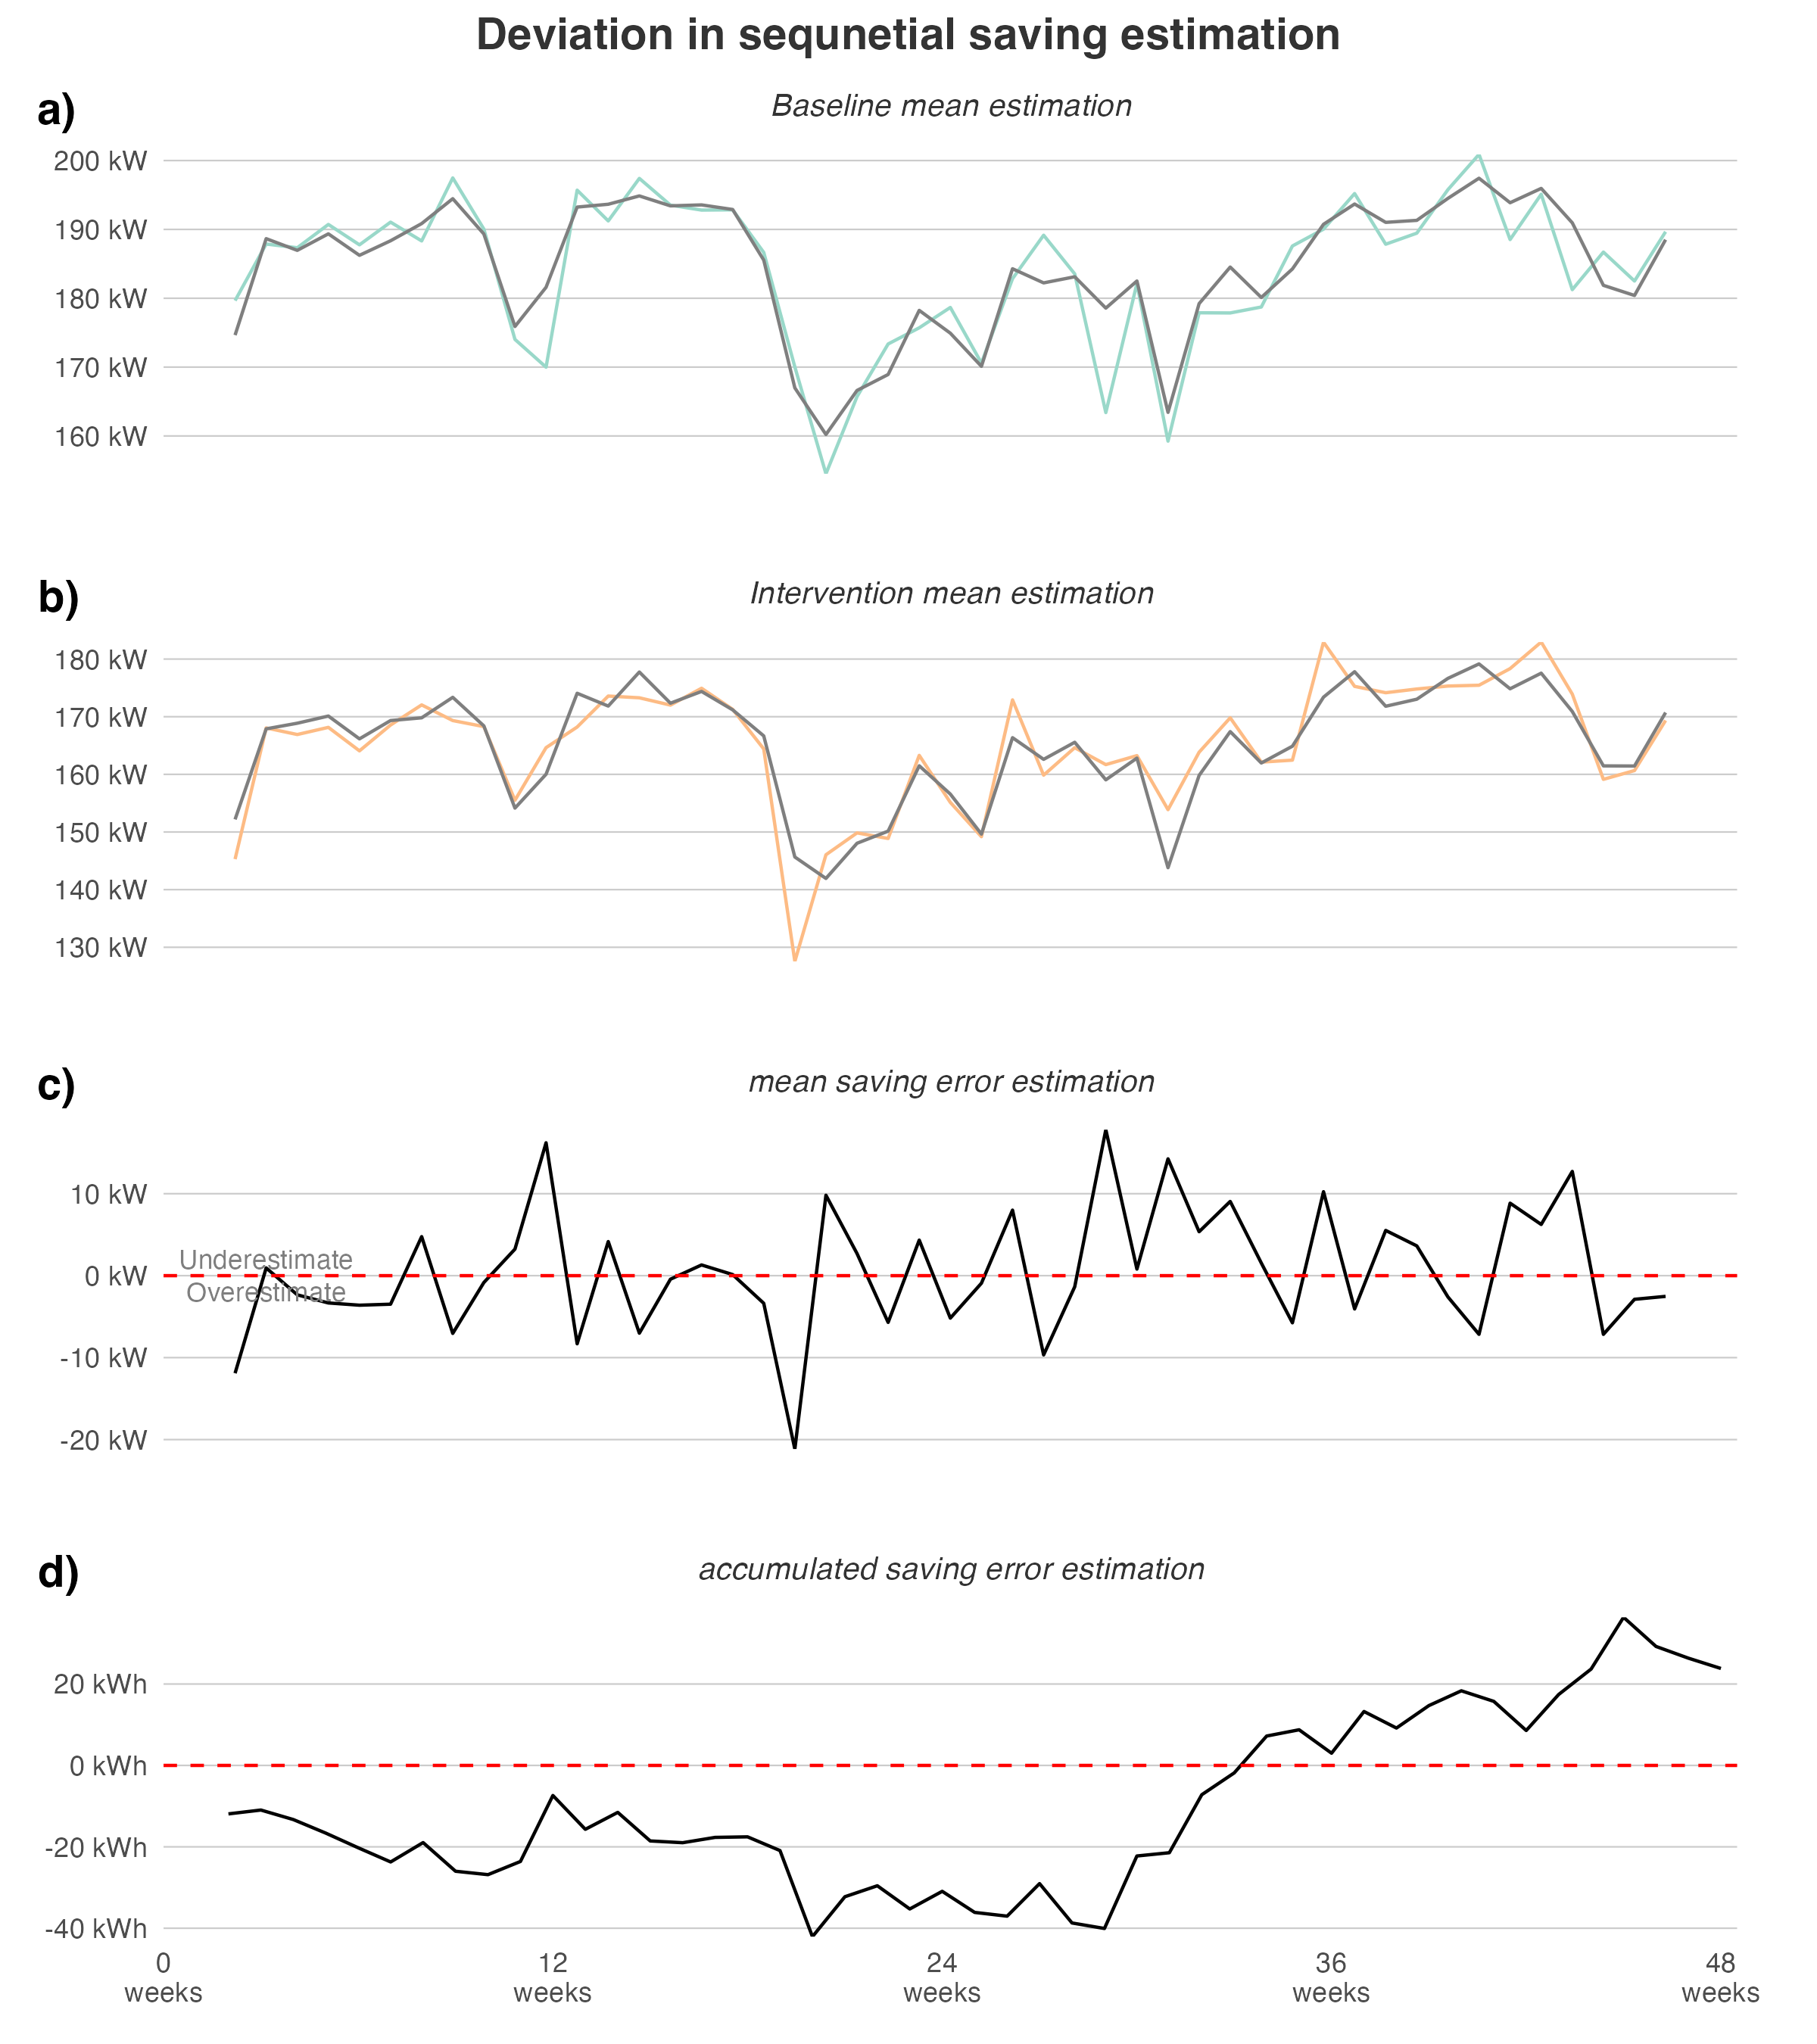 Deviation in sequnetial saving estimation
a)
Baseline mean estimation
200 kW
190 kW
180 kW
170 kW
160 kW
b)
Intervention mean estimation
180 kW
170 kW
160 kW
150 kW
140 kW
130 kW
c)
mean saving error estimation
10 kW
Underestimate
0 kW
Overestimate
-10 kW
-20 kW
d)
accumulated saving error estimation
20 kWh
0 kWh
-20 kWh
-40 kWh
0 12 24 36 48
weeks weeks weeks weeks weeks